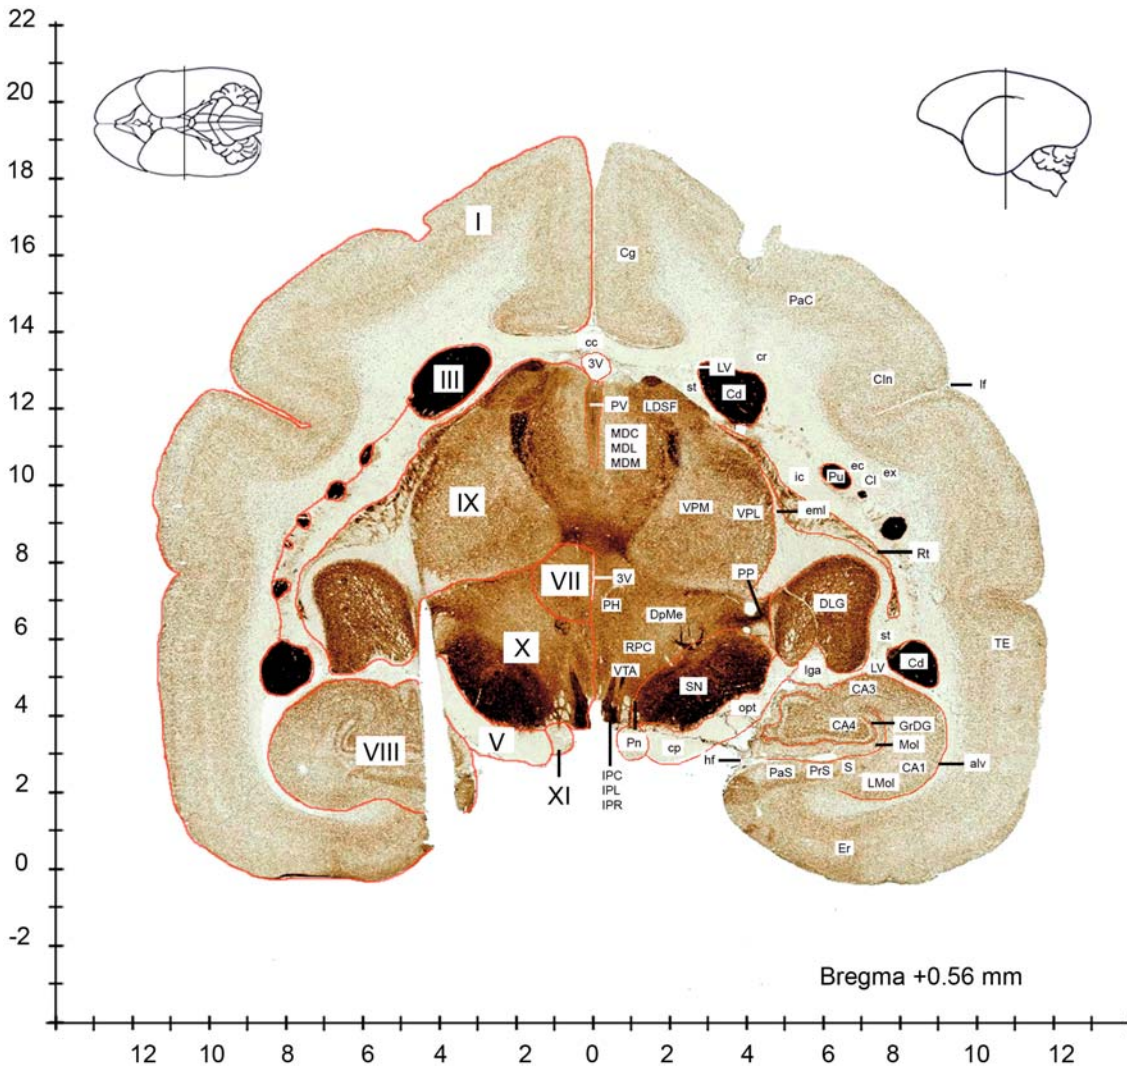 22
20
18
16
14
12
10
8
6
4
2
0
-2
I
Cg
PaC
cc
cr
3V
LV
III
Cd
st
CIn
lf
PV
LDSF
MDC
MDL
MDM
ic
Pu
ec
Cl
ex
IX
VPM
VPL
eml
Rt
VII
3V
PP
PH
DpMe
DLG
X
RPC
st
TE
VTA
lga
LV
Cd
SN
CA3
opt
CA4
GrDG
V
Pn
cp
Mol
VIII
hf
PaS
PrS
S
CA1
alv
XI
IPC
IPL
IPR
LMol
Er
Bregma +0.56 mm
12 10 8 6 4 2 0 2 4 6 8 10 12